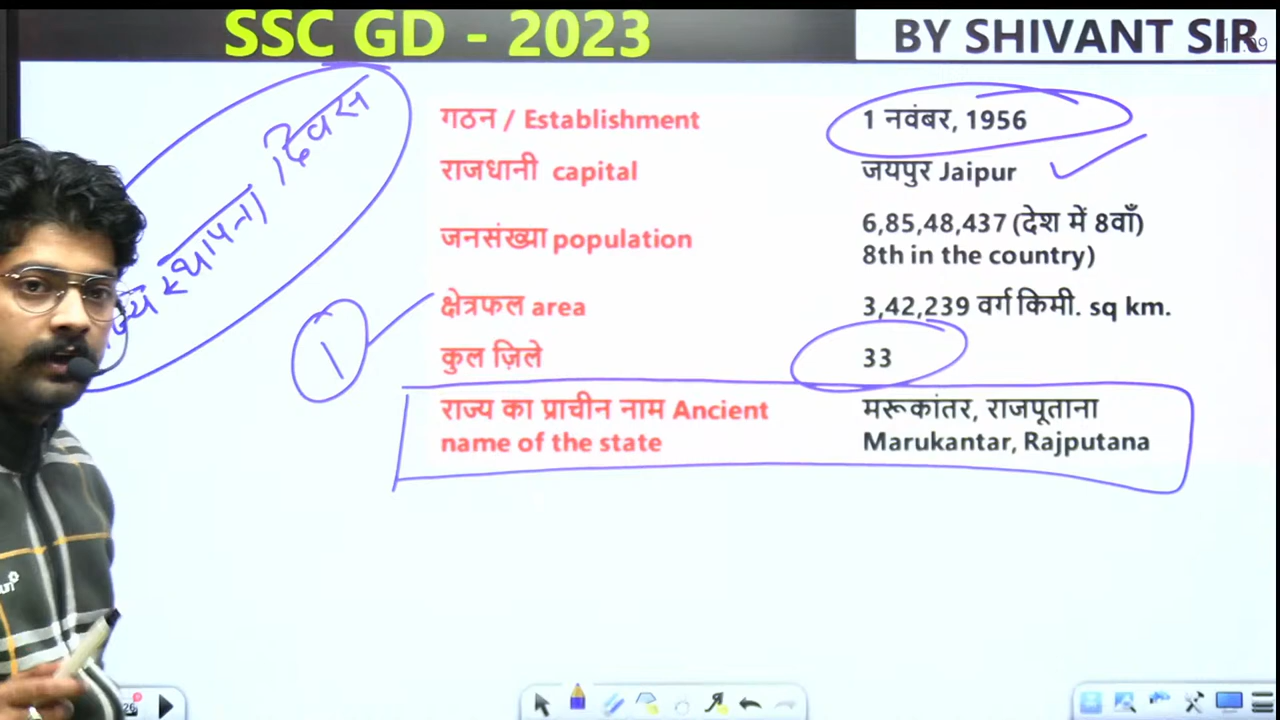 SSC GD - 2023
BY SHIVANT SIR
स्थापना दिवस
गठन / Establishment
1 नवंबर, 1956
राजधानी capital
जयपुर Jaipur
जनसंख्या population
6,85,48,437 (देश में 8वाँ)
8th in the country)
क्षेत्रफल area
3,42,239 वर्ग किमी. sq km.
1
कुल ज़िले
33
राज्य का प्राचीन नाम Ancient
name of the state
मरूकांतर, राजपूताना
Marukantar, Rajputana
26